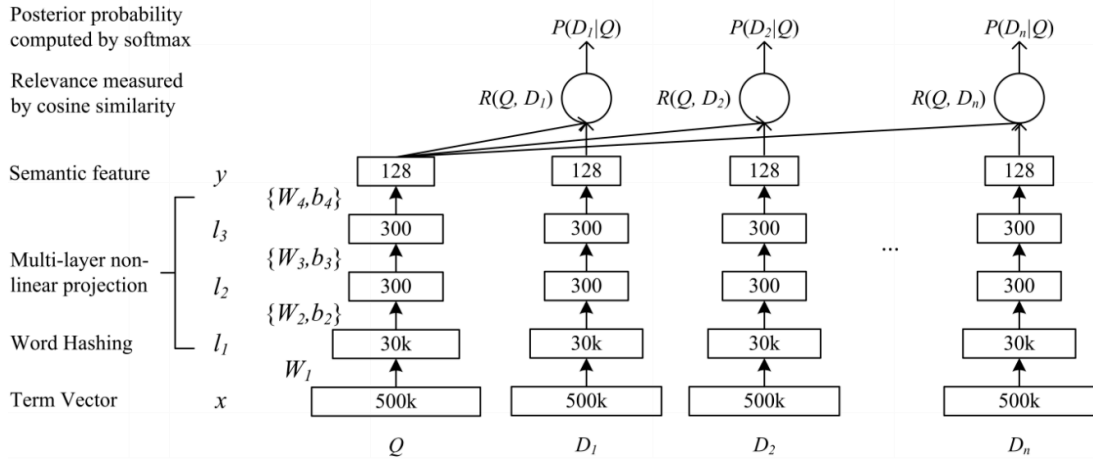 Posterior probability
computed by softmax
P(D₁|Q) P(D₂|Q) P(Dₙ|Q)
Relevance measured
by cosine similarity
R(Q, D₁) R(Q, D₂) R(Q, Dₙ)
Semantic feature y 128 128 128 128
{W₄,b₄}
l₃ 300 300 300 300
{W₃,b₃} ...
Multi-layer non-
linear projection
l₂ 300 300 300 300
{W₂,b₂}
Word Hashing l₁ 30k 30k 30k 30k
W₁
Term Vector x 500k 500k 500k 500k
Q D₁ D₂ Dₙ